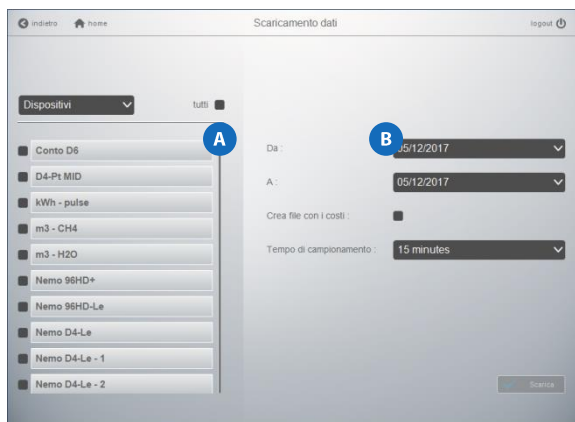 indietro home Scaricamento dati logout
Dispositivi tutti
A
B
Conto D6
D4-Pt MID
kWh - pulse
m3 - CH4
m3 - H2O
Nemo 96HD+
Nemo 96HD-Le
Nemo D4-Le
Nemo D4-Le - 1
Nemo D4-Le - 2
Da : 05/12/2017
A : 05/12/2017
Crea file con i costi :
Tempo di campionamento : 15 minutes
Scarica